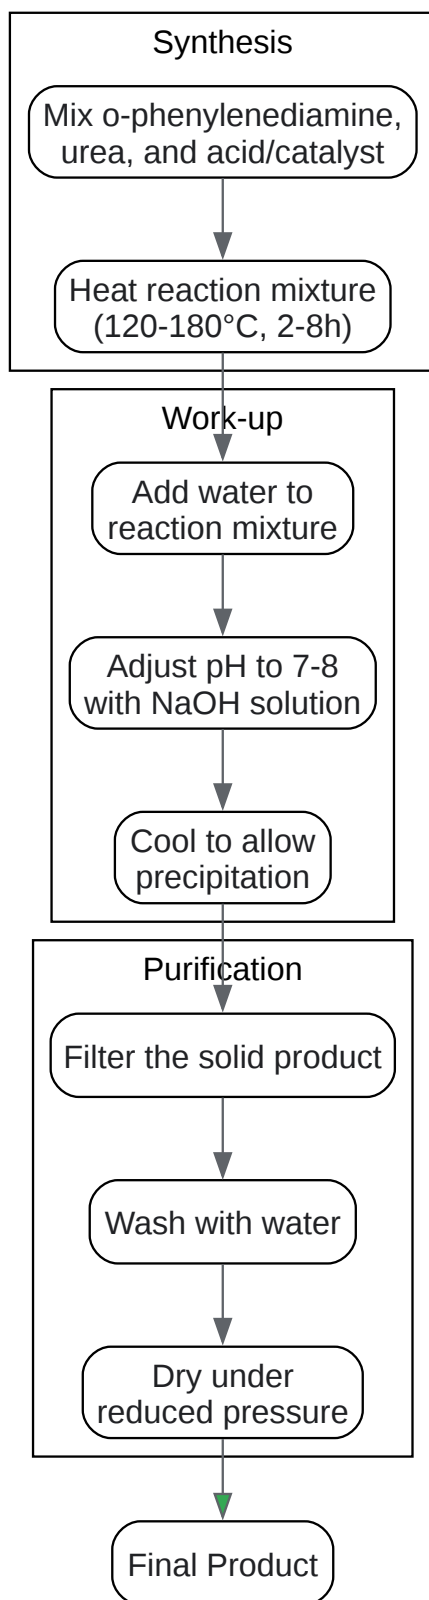 Synthesis
Mix o-phenylenediamine,
urea, and acid/catalyst
Heat reaction mixture
(120-180°C, 2-8h)
Work-up
Add water to
reaction mixture
Adjust pH to 7-8
with NaOH solution
Cool to allow
precipitation
Purification
Filter the solid product
Wash with water
Dry under
reduced pressure
Final Product